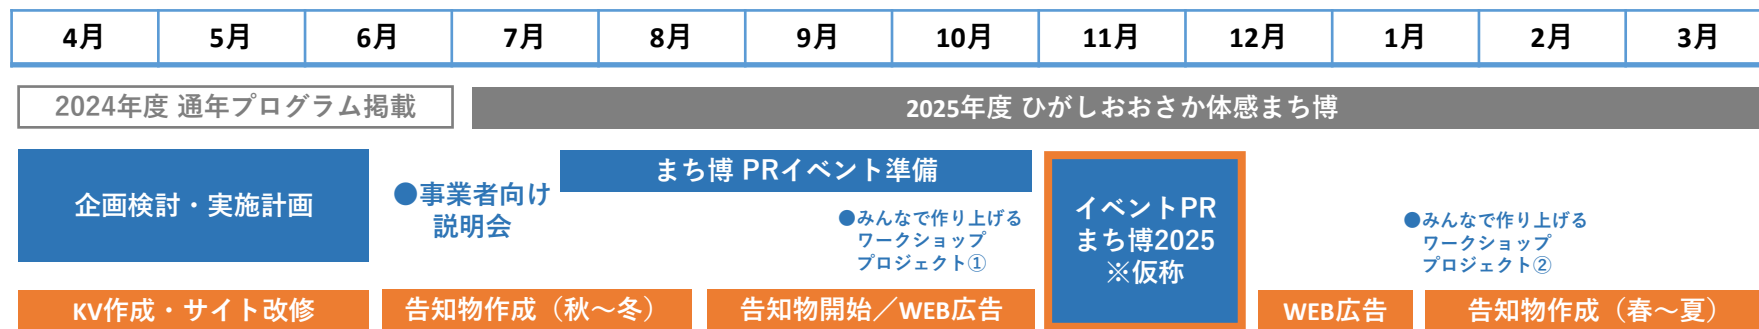 4月 5月 6月 7月 8月 9月 10月 11月 12月 1月 2月 3月
2024年度 通年プログラム掲載
2025年度 ひがしおおさか体感まち博
企画検討・実施計画
●事業者向け
説明会
まち博 PRイベント準備
●みんなで作り上げる
ワークショップ
プロジェクト①
イベントPR
まち博2025
※仮称
●みんなで作り上げる
ワークショップ
プロジェクト②
KV作成・サイト改修
告知物作成（秋～冬）
告知物開始／WEB広告
WEB広告
告知物作成（春～夏）